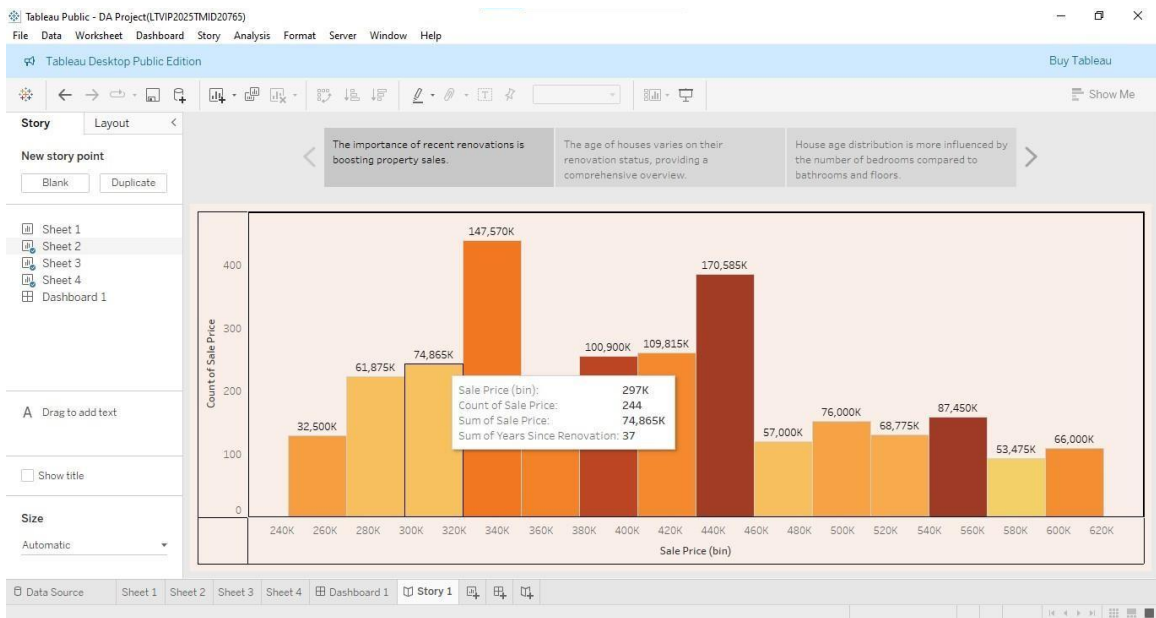 Tableau Public - DA Project(LTVIP2025TMID20765)
File Data Worksheet Dashboard Story Analysis Format Server Window Help
Tableau Desktop Public Edition
Buy Tableau
Show Me
Story Layout
New story point
Blank Duplicate
Sheet 1
Sheet 2
Sheet 3
Sheet 4
Dashboard 1
A Drag to add text
Show title
Size
Automatic
The importance of recent renovations is
boosting property sales.
The age of houses varies on their
renovation status, providing a
comprehensive overview.
House age distribution is more influenced by
the number of bedrooms compared to
bathrooms and floors.
Count of Sale Price
400
300
200
100
0
32,500K
61,875K
74,865K
147,570K
100,900K
109,815K
170,585K
57,000K
76,000K
68,775K
87,450K
53,475K
66,000K
Sale Price (bin): 297K
Count of Sale Price: 244
Sum of Sale Price: 74,865K
Sum of Years Since Renovation: 37
240K 260K 280K 300K 320K 340K 360K 380K 400K 420K 440K 460K 480K 500K 520K 540K 560K 580K 600K 620K
Sale Price (bin)
Data Source Sheet 1 Sheet 2 Sheet 3 Sheet 4 Dashboard 1 Story 1